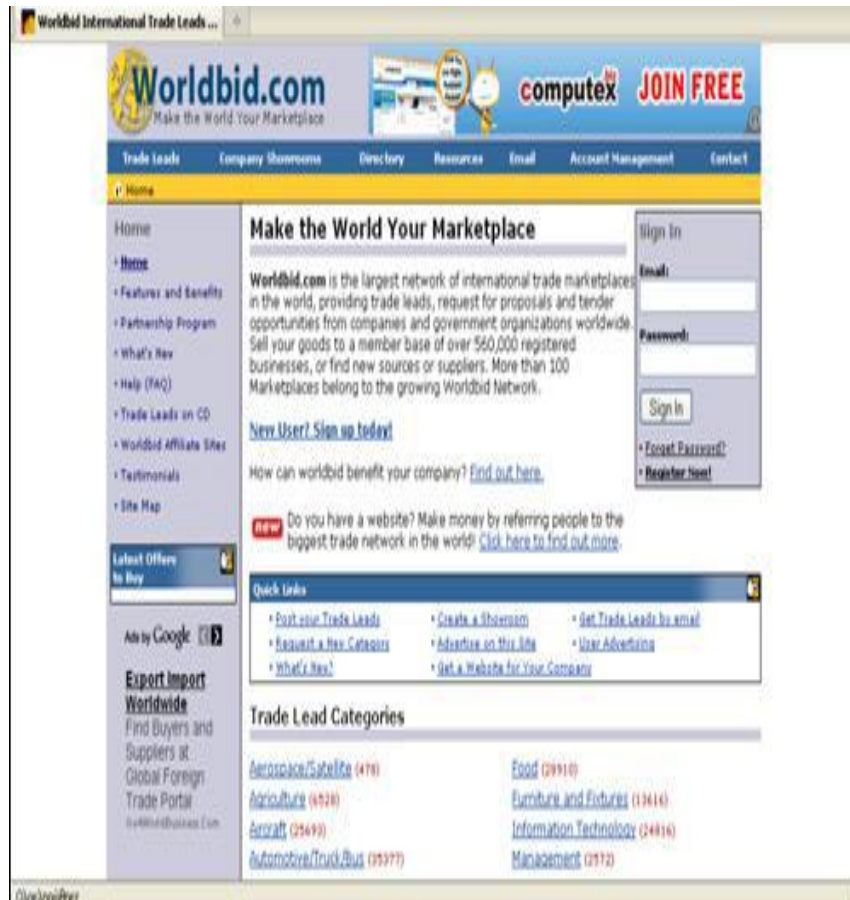 Worldbid International Trade Leads ...
Worldbid.com
Make the World Your Marketplace
computex
JOIN FREE
Trade Leads Company Showrooms Directory Resources Email Account Management Contact
Home
Home
Home
Features and Benefits
Partnership Program
What's New
Help (FAQ)
Trade Leads on CD
Worldbid Affiliate Sites
Testimonials
Site Map
Latest Offers
to Buy
Ads by Google
Export Import
Worldwide
Find Buyers and
Suppliers at
Global Foreign
Trade Portal
Make the World Your Marketplace
Worldbid.com is the largest network of international trade marketplaces
in the world, providing trade leads, request for proposals and tender
opportunities from companies and government organizations worldwide.
Sell your goods to a member base of over 560,000 registered
businesses, or find new sources or suppliers. More than 100
Marketplaces belong to the growing Worldbid Network.
New User? Sign up today!
How can worldbid benefit your company? Find out here.
new Do you have a website? Make money by referring people to the
biggest trade network in the world! Click here to find out more.
Sign In
Email:
Password:
Sign In
Forget Password?
Register Now!
Quick Links
Post your Trade Leads
Create a Showroom
Get Trade Leads by email
Request a New Category
Advertise on this Site
User Advertising
What's New?
Get a Website for Your Company
Trade Lead Categories
Aerospace/Satellite (478)
Food (29910)
Agriculture (6528)
Furniture and Fixtures (13616)
Aircraft (25693)
Information Technology (24816)
Automotive/Truck/Bus (35377)
Management (2572)